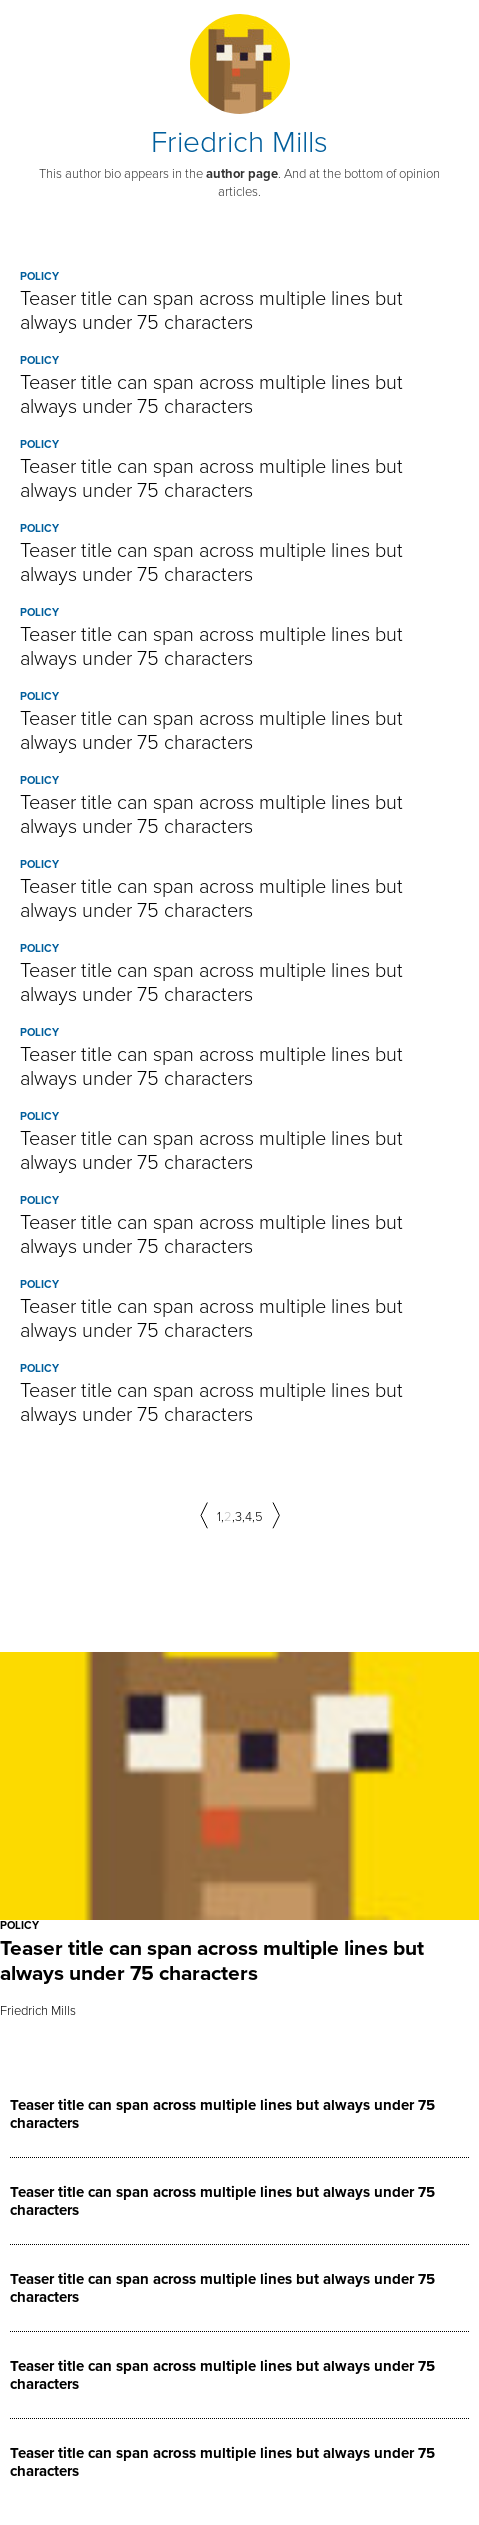 Friedrich Mills
This author bio appears in the author page. And at the bottom of opinion
articles.
POLICY
Teaser title can span across multiple lines but
always under 75 characters
POLICY
Teaser title can span across multiple lines but
always under 75 characters
POLICY
Teaser title can span across multiple lines but
always under 75 characters
POLICY
Teaser title can span across multiple lines but
always under 75 characters
POLICY
Teaser title can span across multiple lines but
always under 75 characters
POLICY
Teaser title can span across multiple lines but
always under 75 characters
POLICY
Teaser title can span across multiple lines but
always under 75 characters
POLICY
Teaser title can span across multiple lines but
always under 75 characters
POLICY
Teaser title can span across multiple lines but
always under 75 characters
POLICY
Teaser title can span across multiple lines but
always under 75 characters
POLICY
Teaser title can span across multiple lines but
always under 75 characters
POLICY
Teaser title can span across multiple lines but
always under 75 characters
POLICY
Teaser title can span across multiple lines but
always under 75 characters
POLICY
Teaser title can span across multiple lines but
always under 75 characters
1,2,3,4,5
POLICY
Teaser title can span across multiple lines but
always under 75 characters
Friedrich Mills
Teaser title can span across multiple lines but always under 75
characters
Teaser title can span across multiple lines but always under 75
characters
Teaser title can span across multiple lines but always under 75
characters
Teaser title can span across multiple lines but always under 75
characters
Teaser title can span across multiple lines but always under 75
characters